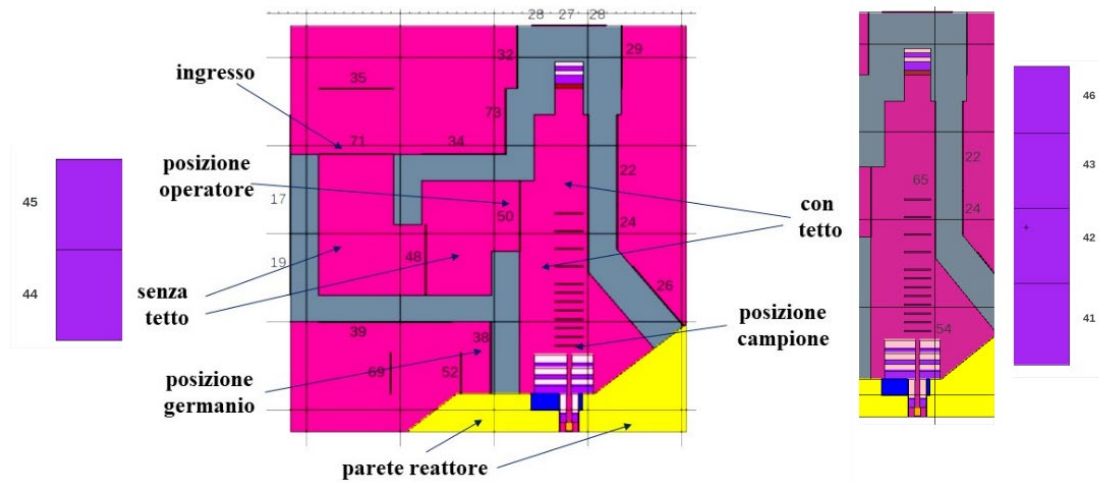 28 27 28
32
29
ingresso
35
73
71
34
posizione
operatore
17
50
22
24
con
tetto
48
19
senza
tetto
26
39
38
posizione
campione
69
52
posizione
germanio
parete reattore
45
44
22
65
24
54
46
43
42
41